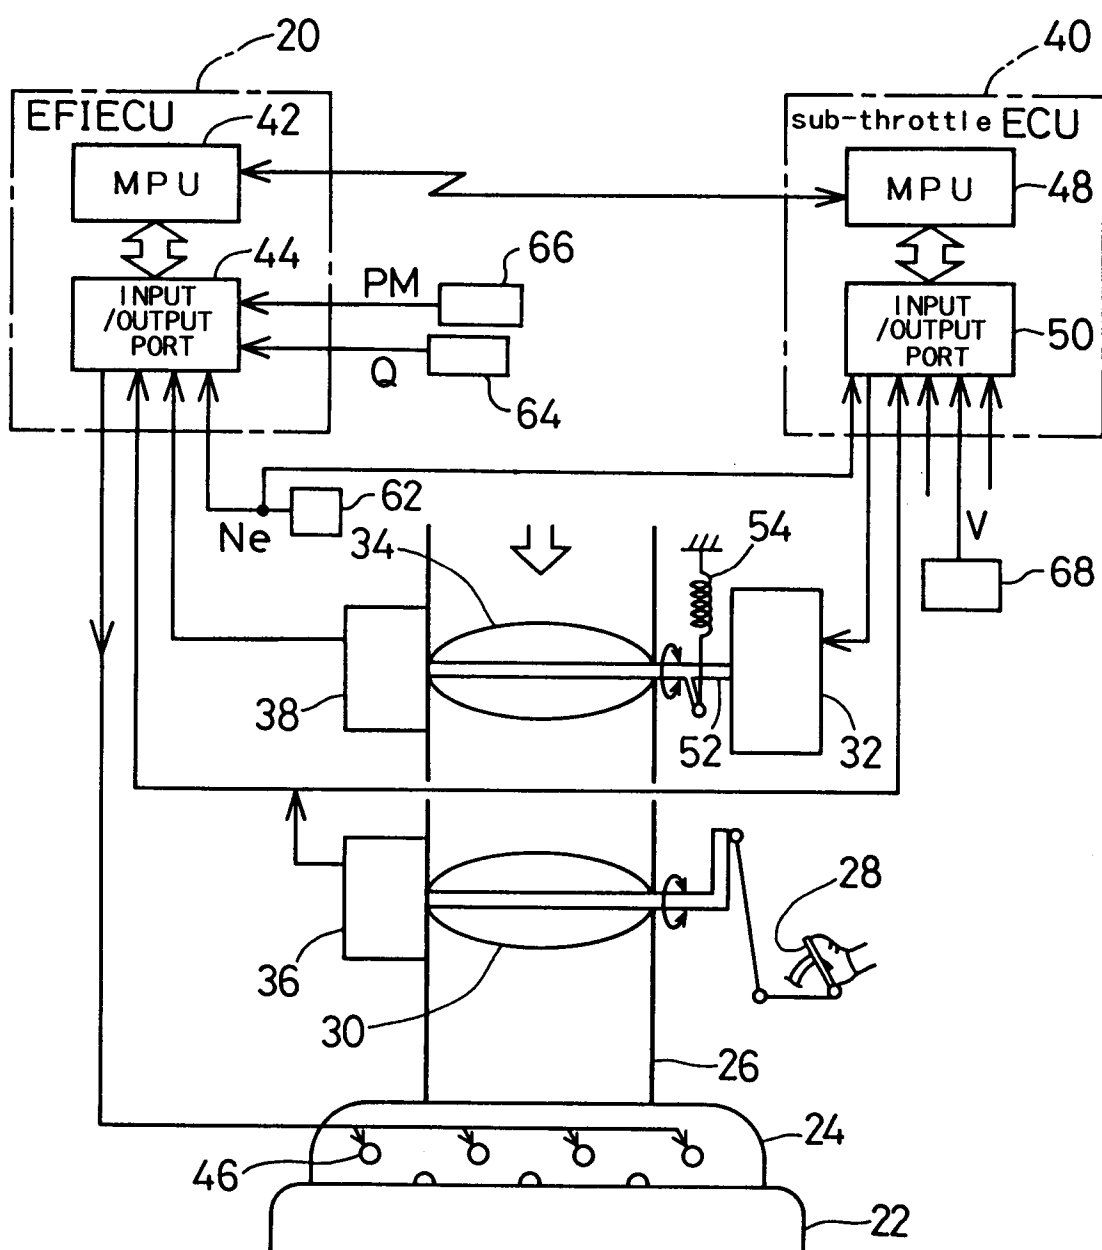 20
40
EFIECU
42
sub-throttle ECU
MPU
MPU
48
44
66
PM
INPUT
/OUTPUT
PORT
INPUT
/OUTPUT
PORT
50
Q
64
62
Ne
34
54
V
68
38
52
32
28
36
30
26
24
46
22